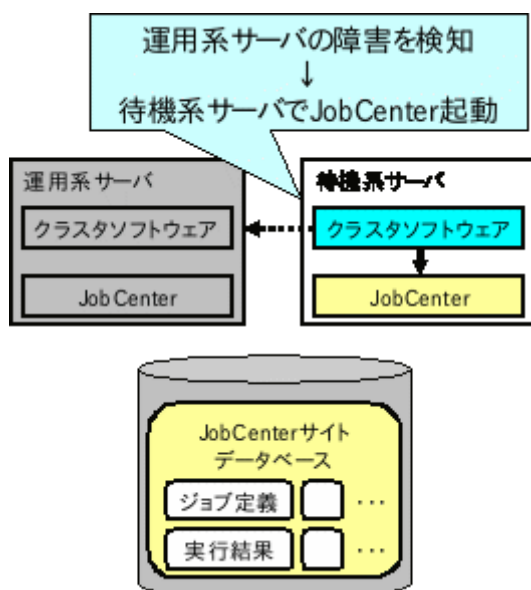 運用系サーバの障害を検知
↓
待機系サーバでJobCenter起動
運用系サーバ
待機系サーバ
クラスタソフトウェア
クラスタソフトウェア
JobCenter
JobCenter
JobCenterサイト
データベース
ジョブ定義
･･･
実行結果
･･･